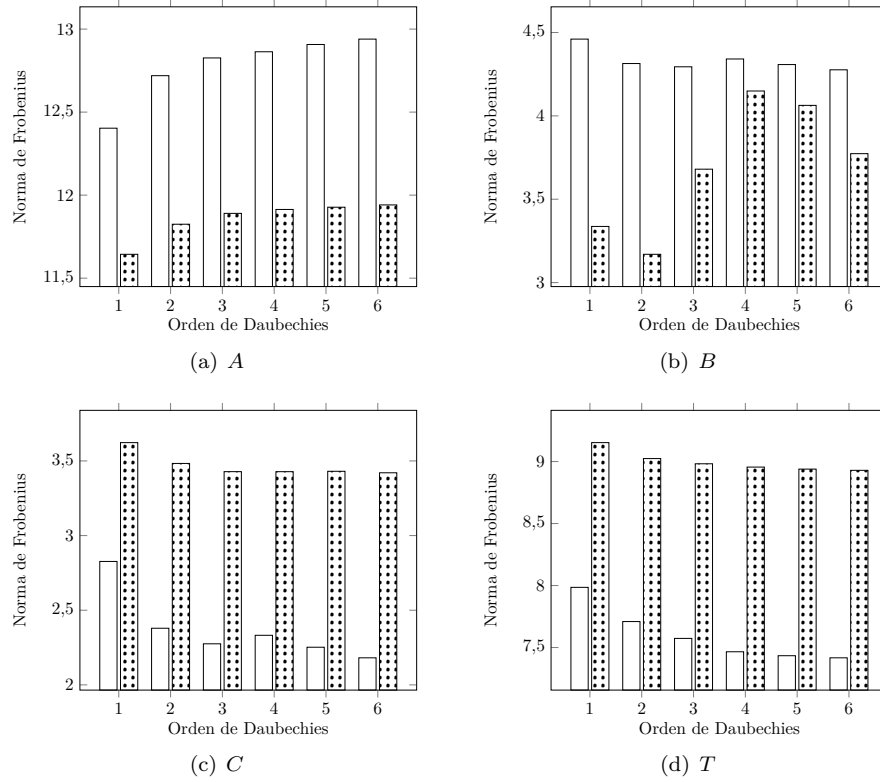 13
12,5
12
11,5
Norma de Frobenius
1 2 3 4 5 6
Orden de Daubechies
(a) A
4,5
4
3,5
3
Norma de Frobenius
1 2 3 4 5 6
Orden de Daubechies
(b) B
3,5
3
2,5
2
Norma de Frobenius
1 2 3 4 5 6
Orden de Daubechies
(c) C
9
8,5
8
7,5
Norma de Frobenius
1 2 3 4 5 6
Orden de Daubechies
(d) T